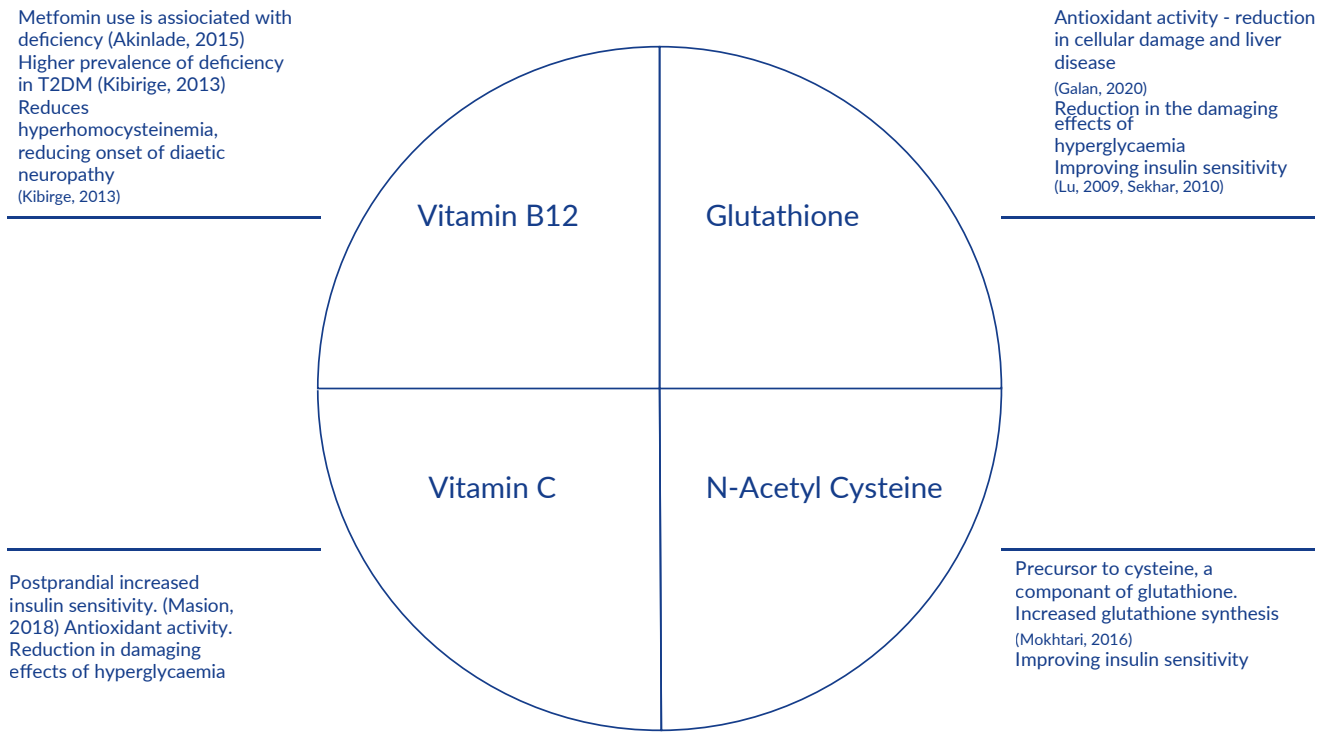 Metfomin use is assiociated with
deficiency (Akinlade, 2015)
Higher prevalence of deficiency
in T2DM (Kibirige, 2013)
Reduces
hyperhomocysteinemia,
reducing onset of diaetic
neuropathy
(Kibirge, 2013)
Antioxidant activity - reduction
in cellular damage and liver
disease
(Galan, 2020)
Reduction in the damaging
effects of
hyperglycaemia
Improving insulin sensitivity
(Lu, 2009, Sekhar, 2010)
Vitamin B12
Glutathione
Vitamin C
N-Acetyl Cysteine
Postprandial increased
insulin sensitivity. (Masion,
2018) Antioxidant activity.
Reduction in damaging
effects of hyperglycaemia
Precursor to cysteine, a
componant of glutathione.
Increased glutathione synthesis
(Mokhtari, 2016)
Improving insulin sensitivity